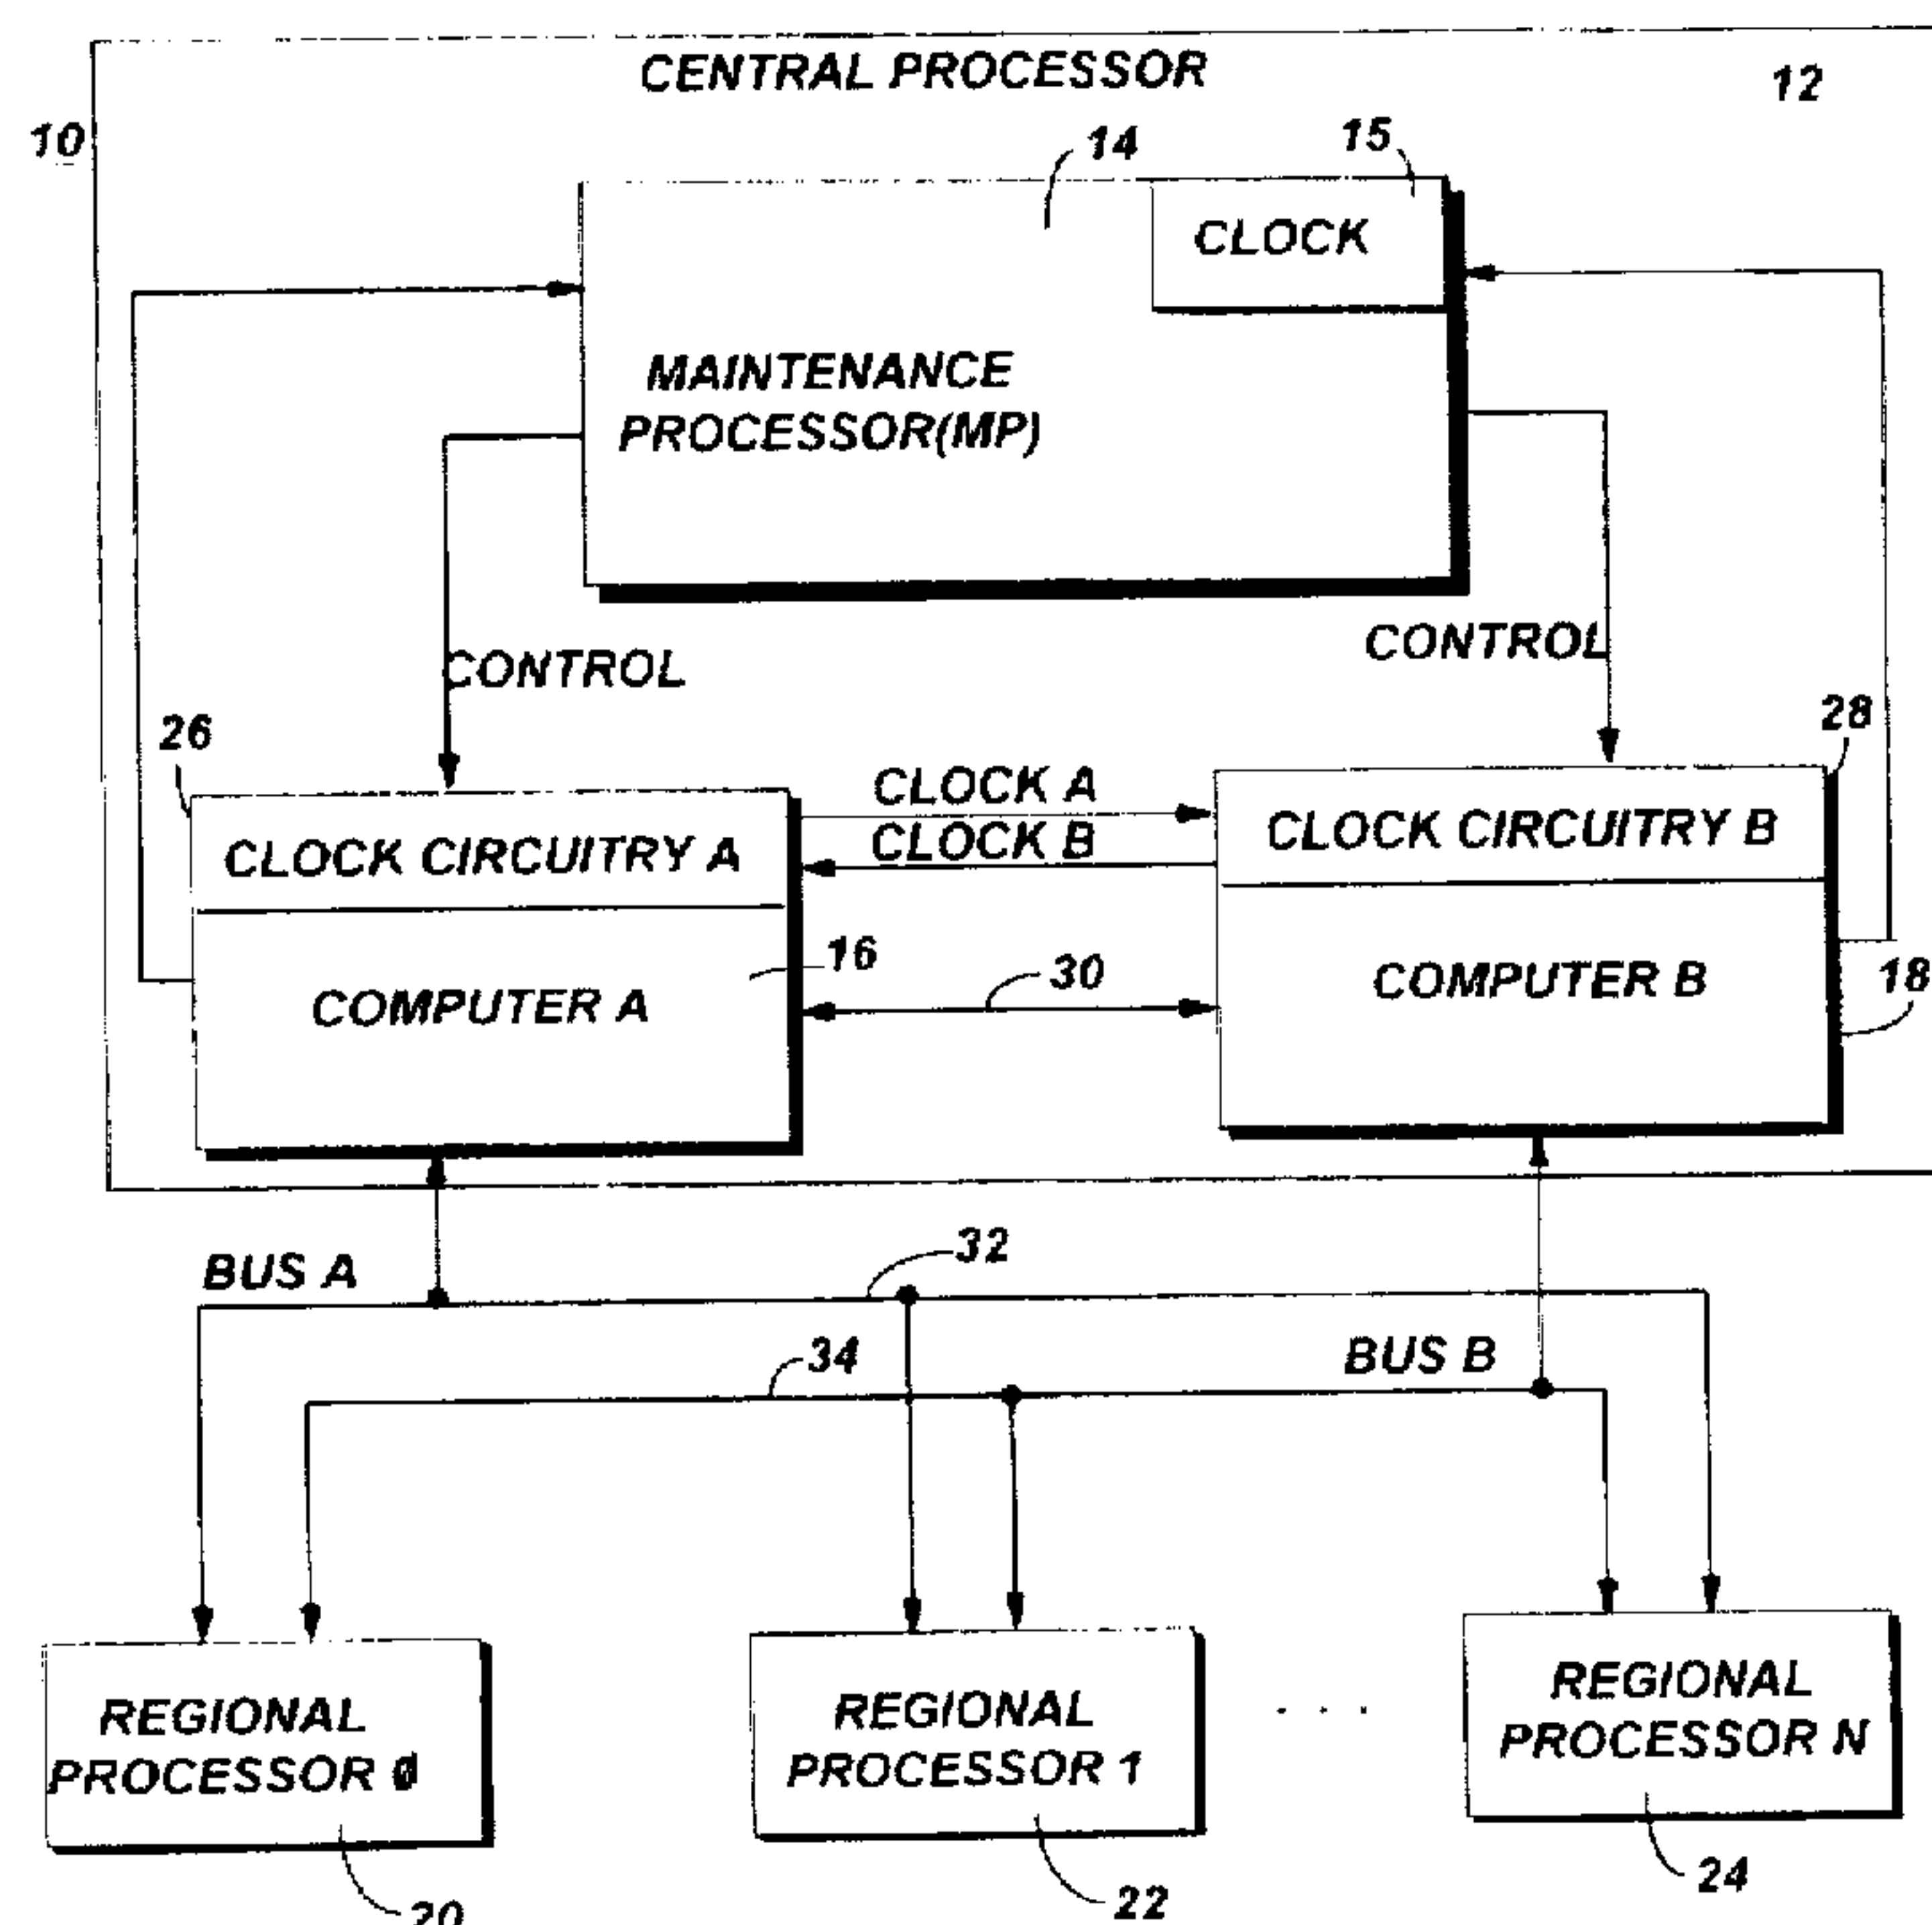 CENTRAL PROCESSOR
12
10
14
15
CLOCK
MAINTENANCE
PROCESSOR(MP)
CONTROL
CONTROL
26
28
CLOCK A
CLOCK B
CLOCK CIRCUITRY A
CLOCK CIRCUITRY B
16
30
COMPUTER A
COMPUTER B
18
BUS A
32
34
BUS B
REGIONAL
PROCESSOR 0
REGIONAL
PROCESSOR 1
. . .
REGIONAL
PROCESSOR N
20
22
24